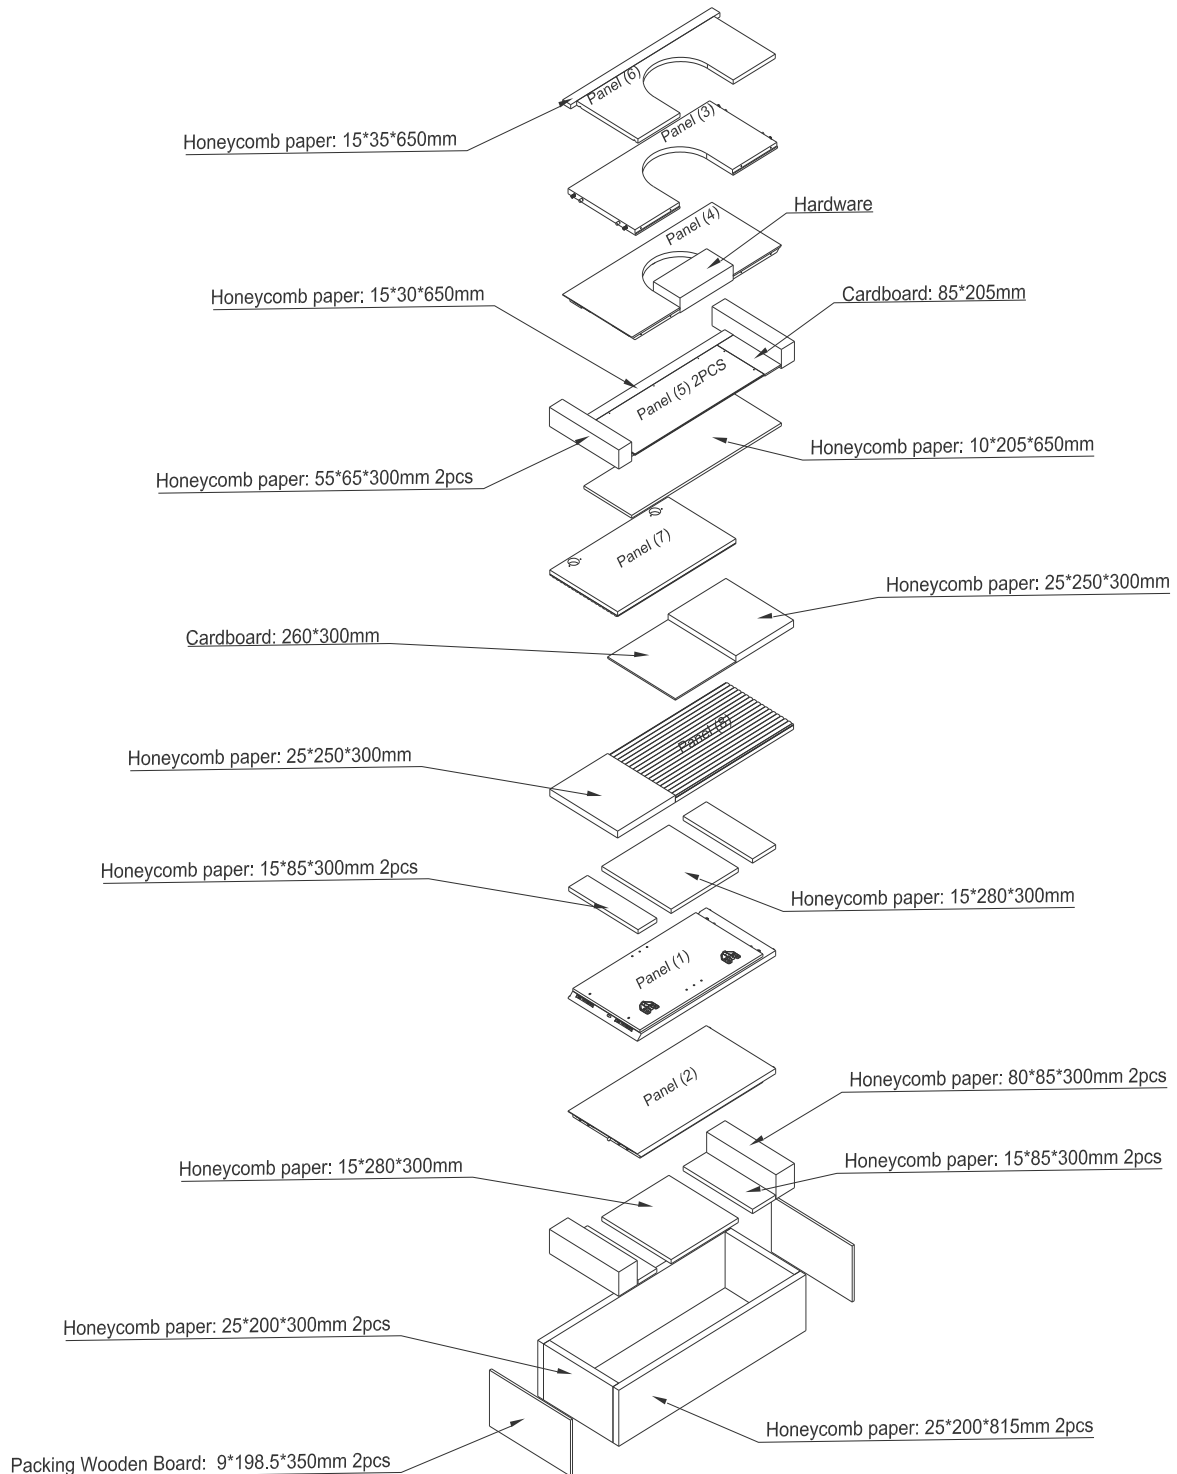 Panel (6)
Panel (3)
Honeycomb paper: 15*35*650mm
Hardware
Panel (4)
Honeycomb paper: 15*30*650mm
Cardboard: 85*205mm
Panel (5) 2PCS
Honeycomb paper: 10*205*650mm
Honeycomb paper: 55*65*300mm 2pcs
Panel (7)
Honeycomb paper: 25*250*300mm
Cardboard: 260*300mm
Panel (8)
Honeycomb paper: 25*250*300mm
Honeycomb paper: 15*85*300mm 2pcs
Honeycomb paper: 15*280*300mm
Panel (1)
Panel (2)
Honeycomb paper: 80*85*300mm 2pcs
Honeycomb paper: 15*280*300mm
Honeycomb paper: 15*85*300mm 2pcs
Honeycomb paper: 25*200*300mm 2pcs
Honeycomb paper: 25*200*815mm 2pcs
Packing Wooden Board: 9*198.5*350mm 2pcs